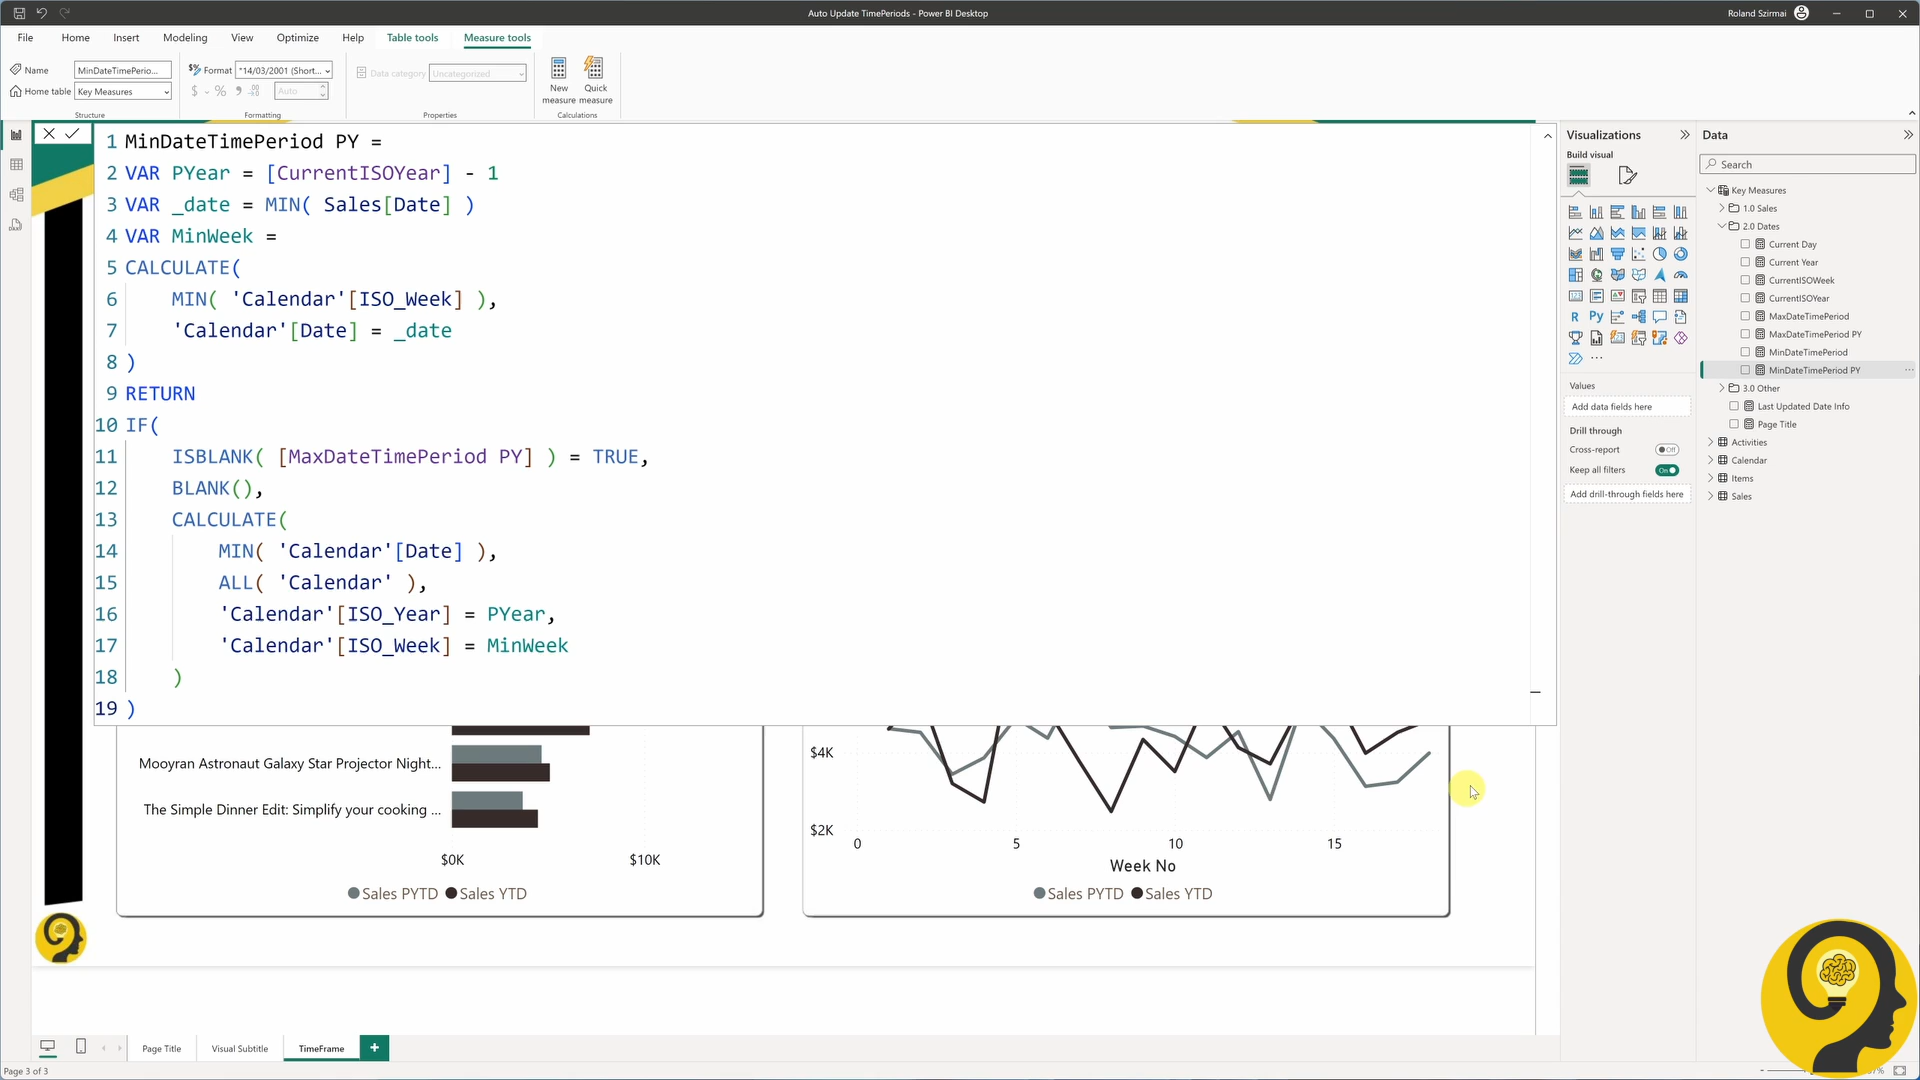 Auto Update TimePeriods - Power BI Desktop
Roland Szirmai
File Home Insert Modeling View Optimize Help Table tools Measure tools
Name MinDateTimePerio...
Home table Key Measures
Structure
Format *14/03/2001 (Short...
$ % Auto
Formatting
Data category Uncategorized
Properties
New measure
Quick measure
Calculations
1 MinDateTimePeriod PY =
2 VAR PYear = [CurrentISOYear] - 1
3 VAR _date = MIN( Sales[Date] )
4 VAR MinWeek =
5 CALCULATE(
6 MIN( 'Calendar'[ISO_Week] ),
7 'Calendar'[Date] = _date
8 )
9 RETURN
10 IF(
11 ISBLANK( [MaxDateTimePeriod PY] ) = TRUE,
12 BLANK(),
13 CALCULATE(
14 MIN( 'Calendar'[Date] ),
15 ALL( 'Calendar' ),
16 'Calendar'[ISO_Year] = PYear,
17 'Calendar'[ISO_Week] = MinWeek
18 )
19 )
Mooyran Astronaut Galaxy Star Projector Night...
The Simple Dinner Edit: Simplify your cooking ...
$0K $10K
Sales PYTD Sales YTD
$4K
$2K
0 5 10 15
Week No
Sales PYTD Sales YTD
Visualizations
Build visual
R Py
123
...
Values
Add data fields here
Drill through
Cross-report Off
Keep all filters On
Add drill-through fields here
Data
Search
Key Measures
1.0 Sales
2.0 Dates
Current Day
Current Year
CurrentISOWeek
CurrentISOYear
MaxDateTimePeriod
MaxDateTimePeriod PY
MinDateTimePeriod
MinDateTimePeriod PY ...
3.0 Other
Last Updated Date Info
Page Title
Activities
Calendar
Items
Sales
Page Title Visual Subtitle TimeFrame +
Page 3 of 3